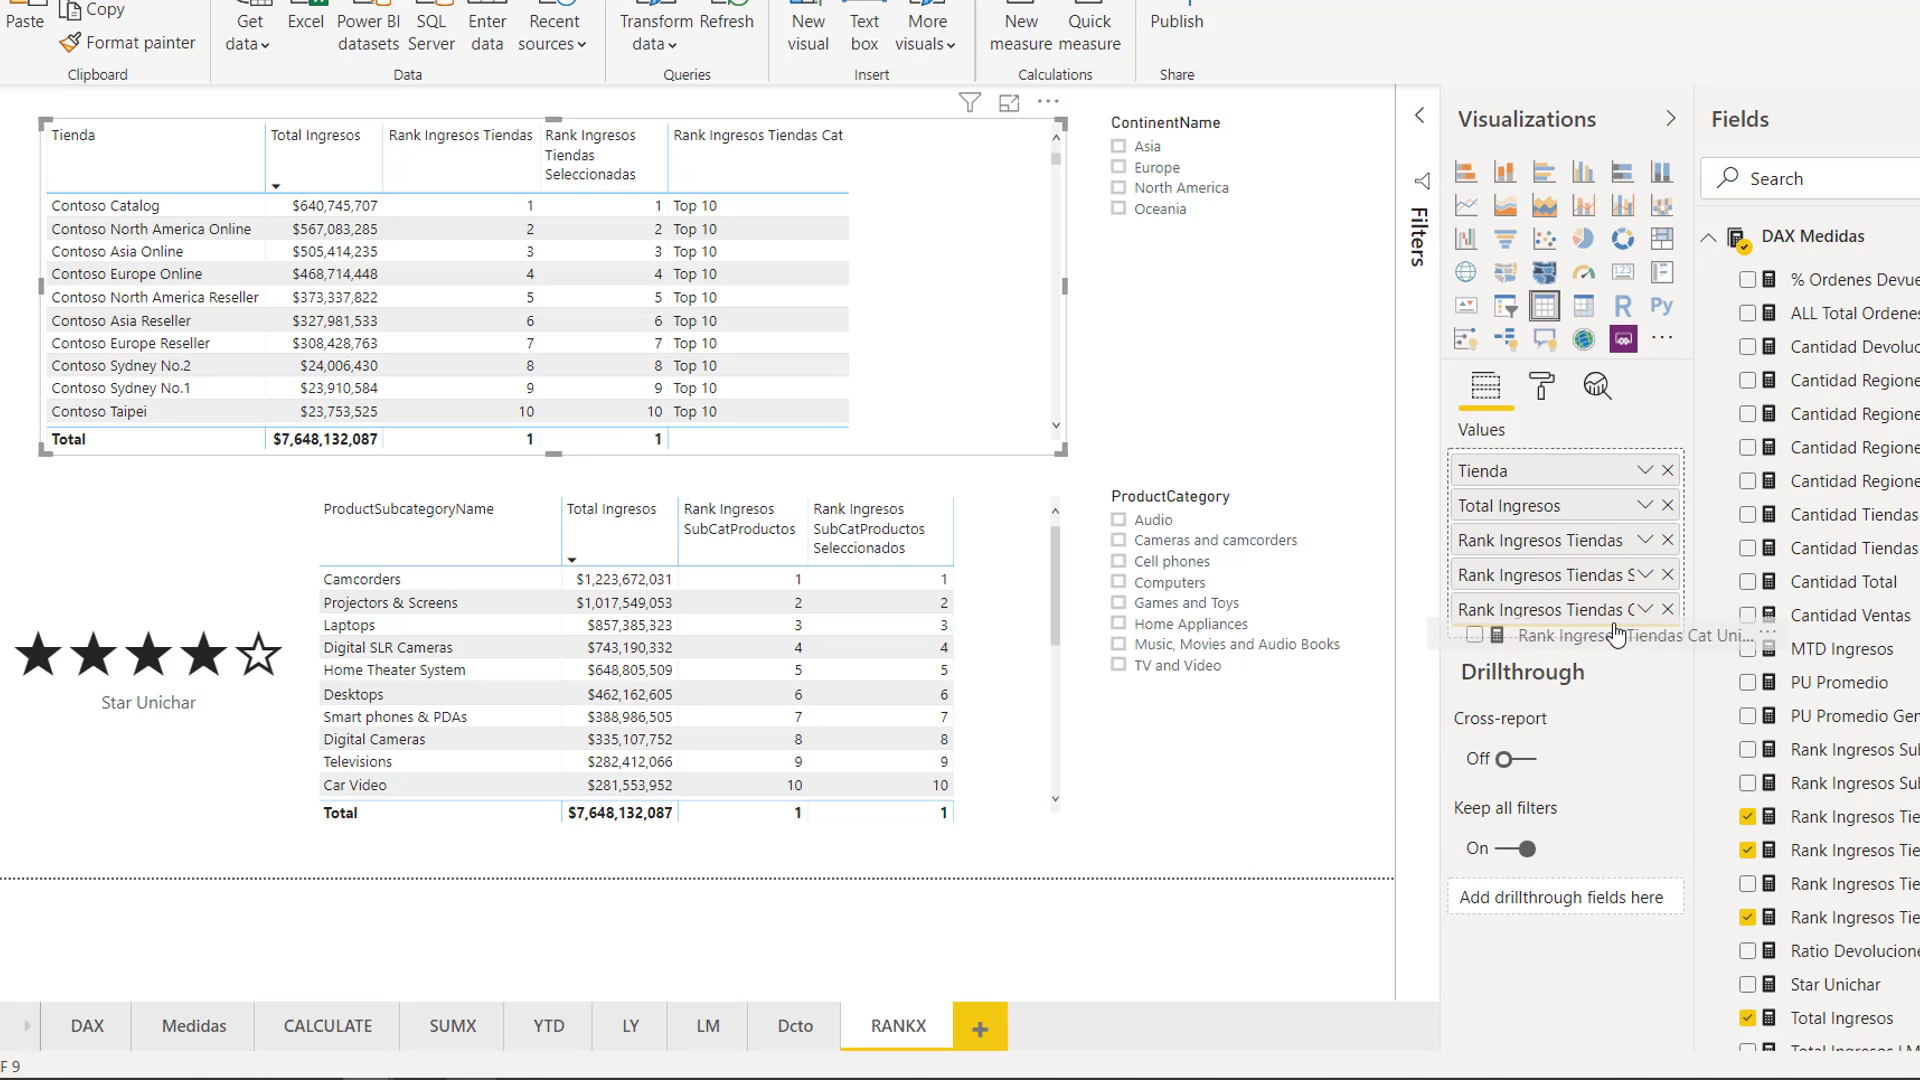 Paste
Copy
Format painter
Clipboard
Get data
Excel
Power BI datasets
SQL Server
Enter data
Recent sources
Data
Transform data
Refresh
Queries
New visual
Text box
More visuals
Insert
New measure
Quick measure
Calculations
Publish
Share
Tienda Total Ingresos Rank Ingresos Tiendas Rank Ingresos Tiendas Seleccionadas Rank Ingresos Tiendas Cat
Contoso Catalog $640,745,707 1 1 Top 10
Contoso North America Online $567,083,285 2 2 Top 10
Contoso Asia Online $505,414,235 3 3 Top 10
Contoso Europe Online $468,714,448 4 4 Top 10
Contoso North America Reseller $373,337,822 5 5 Top 10
Contoso Asia Reseller $327,981,533 6 6 Top 10
Contoso Europe Reseller $308,428,763 7 7 Top 10
Contoso Sydney No.2 $24,006,430 8 8 Top 10
Contoso Sydney No.1 $23,910,584 9 9 Top 10
Contoso Taipei $23,753,525 10 10 Top 10
Total $7,648,132,087 1 1
ContinentName
Asia
Europe
North America
Oceania
★★★★☆
Star Unichar
ProductSubcategoryName Total Ingresos Rank Ingresos SubCatProductos Rank Ingresos SubCatProductos Seleccionados
Camcorders $1,223,672,031 1 1
Projectors & Screens $1,017,549,053 2 2
Laptops $857,385,323 3 3
Digital SLR Cameras $743,190,332 4 4
Home Theater System $648,805,509 5 5
Desktops $462,162,605 6 6
Smart phones & PDAs $388,986,505 7 7
Digital Cameras $335,107,752 8 8
Televisions $282,412,066 9 9
Car Video $281,553,952 10 10
Total $7,648,132,087 1 1
ProductCategory
Audio
Cameras and camcorders
Cell phones
Computers
Games and Toys
Home Appliances
Music, Movies and Audio Books
TV and Video
Filters
Visualizations
R
Py
123
Values
Tienda
Total Ingresos
Rank Ingresos Tiendas
Rank Ingresos Tiendas S
Rank Ingresos Tiendas C
Rank Ingresos Tiendas Cat Uni...
Drillthrough
Cross-report
Off
Keep all filters
On
Add drillthrough fields here
Fields
Search
DAX Medidas
% Ordenes Devue
ALL Total Ordenes
Cantidad Devoluc
Cantidad Regione
Cantidad Regione
Cantidad Regione
Cantidad Regione
Cantidad Tiendas
Cantidad Tiendas
Cantidad Total
Cantidad Ventas
MTD Ingresos
PU Promedio
PU Promedio Gen
Rank Ingresos Sub
Rank Ingresos Sub
Rank Ingresos Tie
Rank Ingresos Tie
Rank Ingresos Tie
Rank Ingresos Tie
Ratio Devolucione
Star Unichar
Total Ingresos
DAX
Medidas
CALCULATE
SUMX
YTD
LY
LM
Dcto
RANKX
F 9